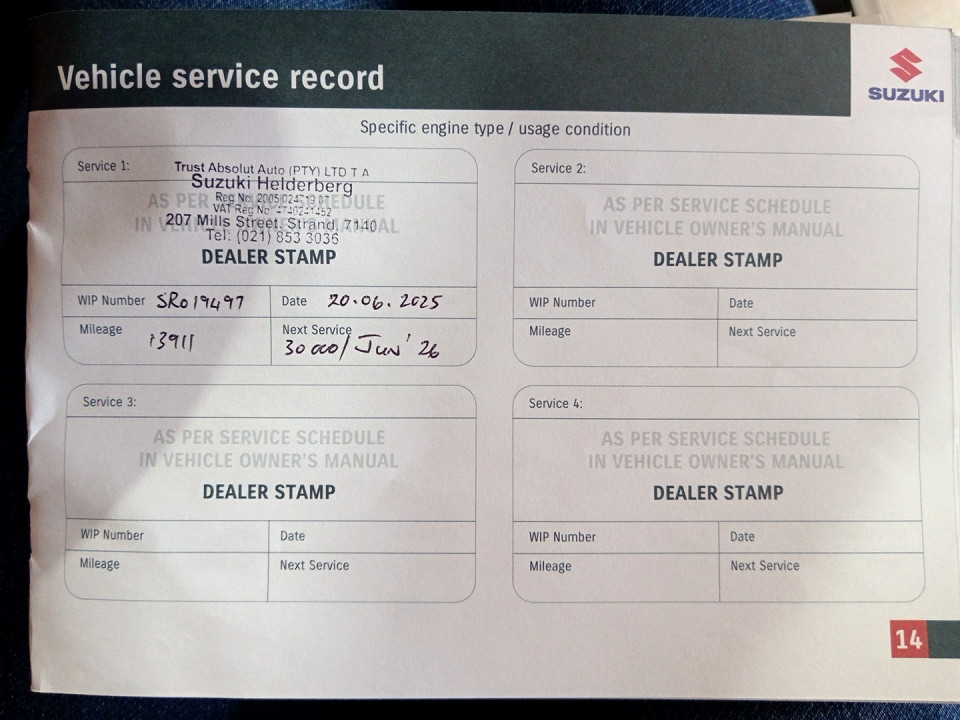 Vehicle service record
SUZUKI
Specific engine type / usage condition
Service 1:
Trust Absolut Auto (PTY) LTD T A
Suzuki Helderberg
Reg No
VAT Reg No
207 Mills Street, Strand, 7140
Tel: (021) 853 3036
AS PER SERVICE SCHEDULE
IN VEHICLE OWNER'S MANUAL
DEALER STAMP
WIP Number SR019497 Date 20.06.2025
Mileage 13911 Next Service 30 000/ Jun' 26
Service 2:
AS PER SERVICE SCHEDULE
IN VEHICLE OWNER'S MANUAL
DEALER STAMP
WIP Number Date
Mileage Next Service
Service 3:
AS PER SERVICE SCHEDULE
IN VEHICLE OWNER'S MANUAL
DEALER STAMP
WIP Number Date
Mileage Next Service
Service 4:
AS PER SERVICE SCHEDULE
IN VEHICLE OWNER'S MANUAL
DEALER STAMP
WIP Number Date
Mileage Next Service
14